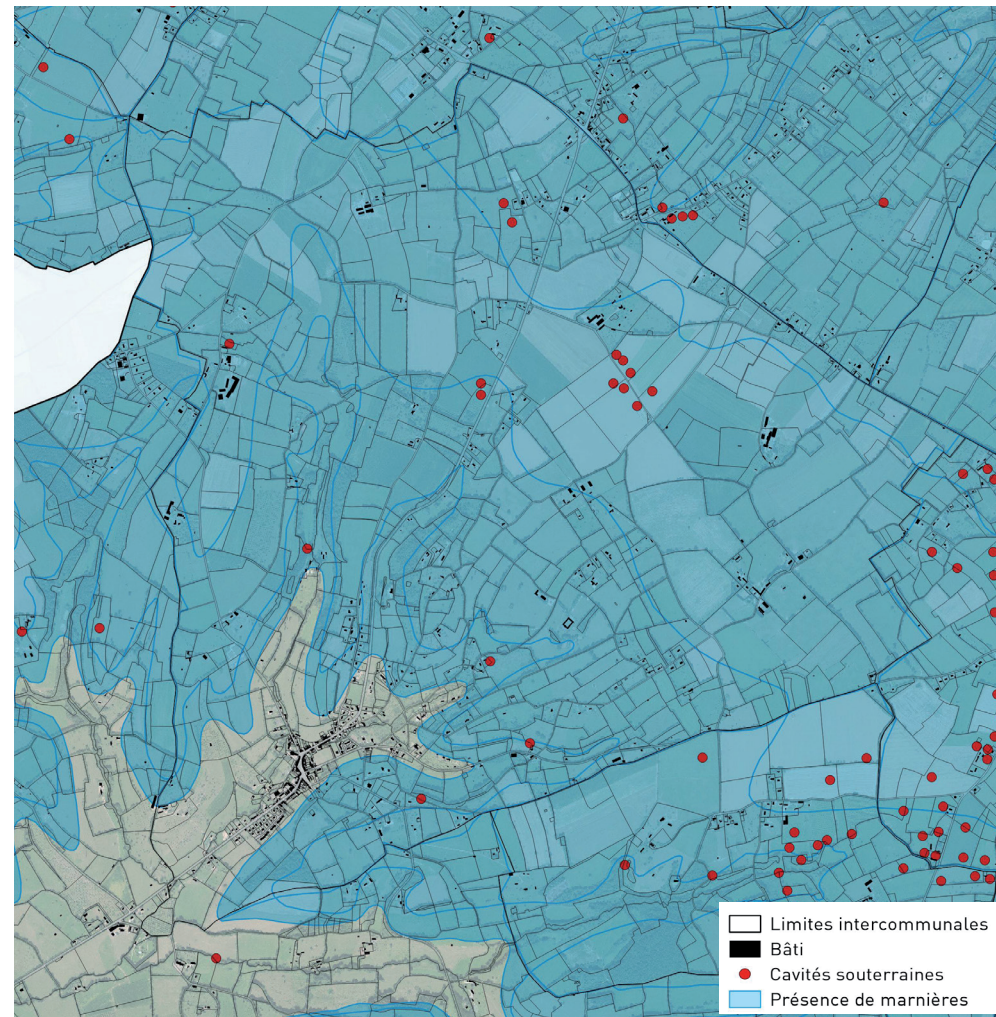 Limites intercommunales
Bâti
Cavités souterraines
Présence de marnières